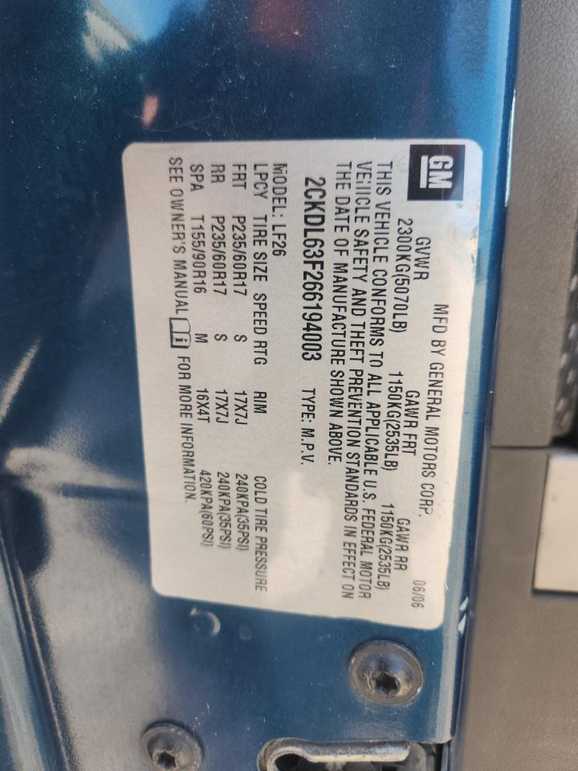 GM
MFD BY GENERAL MOTORS CORP. 06/06
GVWR GAWR FRT GAWR RR
2300KG(5070LB) 1150KG(2535LB) 1150KG(2535LB)
THIS VEHICLE CONFORMS TO ALL APPLICABLE U.S. FEDERAL MOTOR
VEHICLE SAFETY AND THEFT PREVENTION STANDARDS IN EFFECT ON
THE DATE OF MANUFACTURE SHOWN ABOVE.
2CKDL63F266194003 TYPE: M.P.V.
MODEL: LF26
LPCY TIRE SIZE SPEED RTG RIM COLD TIRE PRESSURE
FRT P235/60R17 S 17X7J 240KPA(35PSI)
RR P235/60R17 S 17X7J 240KPA(35PSI)
SPA T155/90R16 M 16X4T 420KPA(60PSI)
SEE OWNER'S MANUAL i FOR MORE INFORMATION.